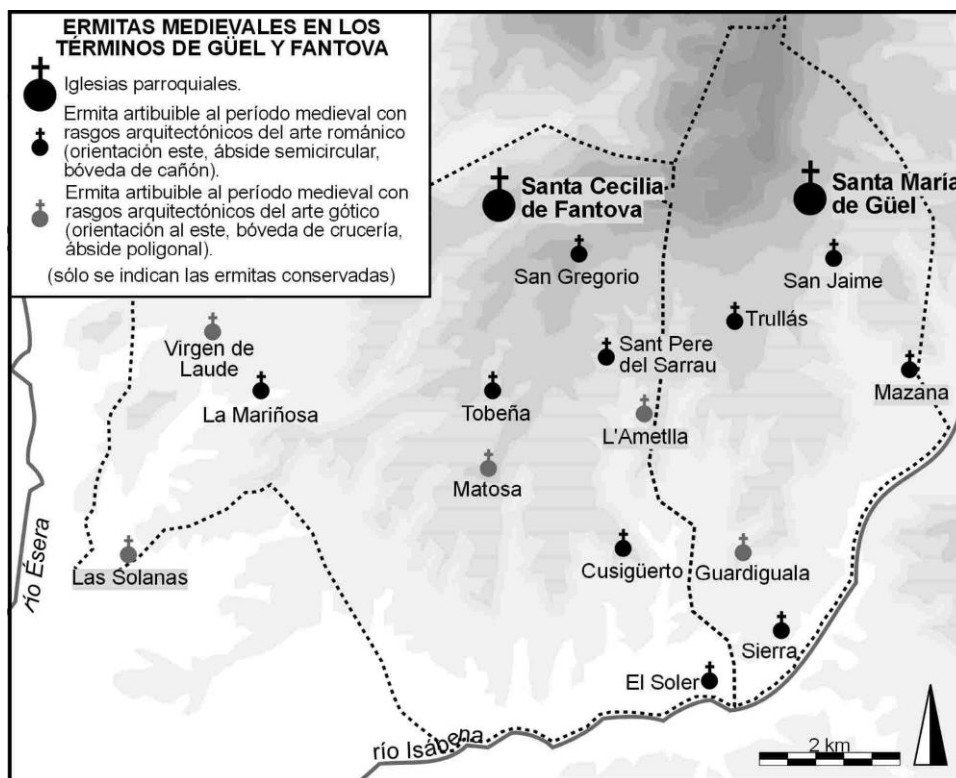 ERMITAS MEDIEVALES EN LOS
TÉRMINOS DE GÜEL Y FANTOVA
Iglesias parroquiales.
Ermita artibuible al período medieval con
rasgos arquitectónicos del arte románico
(orientación este, ábside semicircular,
bóveda de cañón).
Ermita artibuible al período medieval con
rasgos arquitectónicos del arte gótico
(orientación al este, bóveda de crucería,
ábside poligonal).
(sólo se indican las ermitas conservadas)
Santa Cecilia
de Fantova
Santa María
de Güel
San Gregorio
San Jaime
Trullás
Virgen de
Laude
Sant Pere
del Sarrau
Mazana
La Mariñosa
Tobeña
L'Ametlla
Matosa
río Ésera
Las Solanas
Cusigüerto
Guardiguala
Sierra
El Soler
río Isábena
2 km